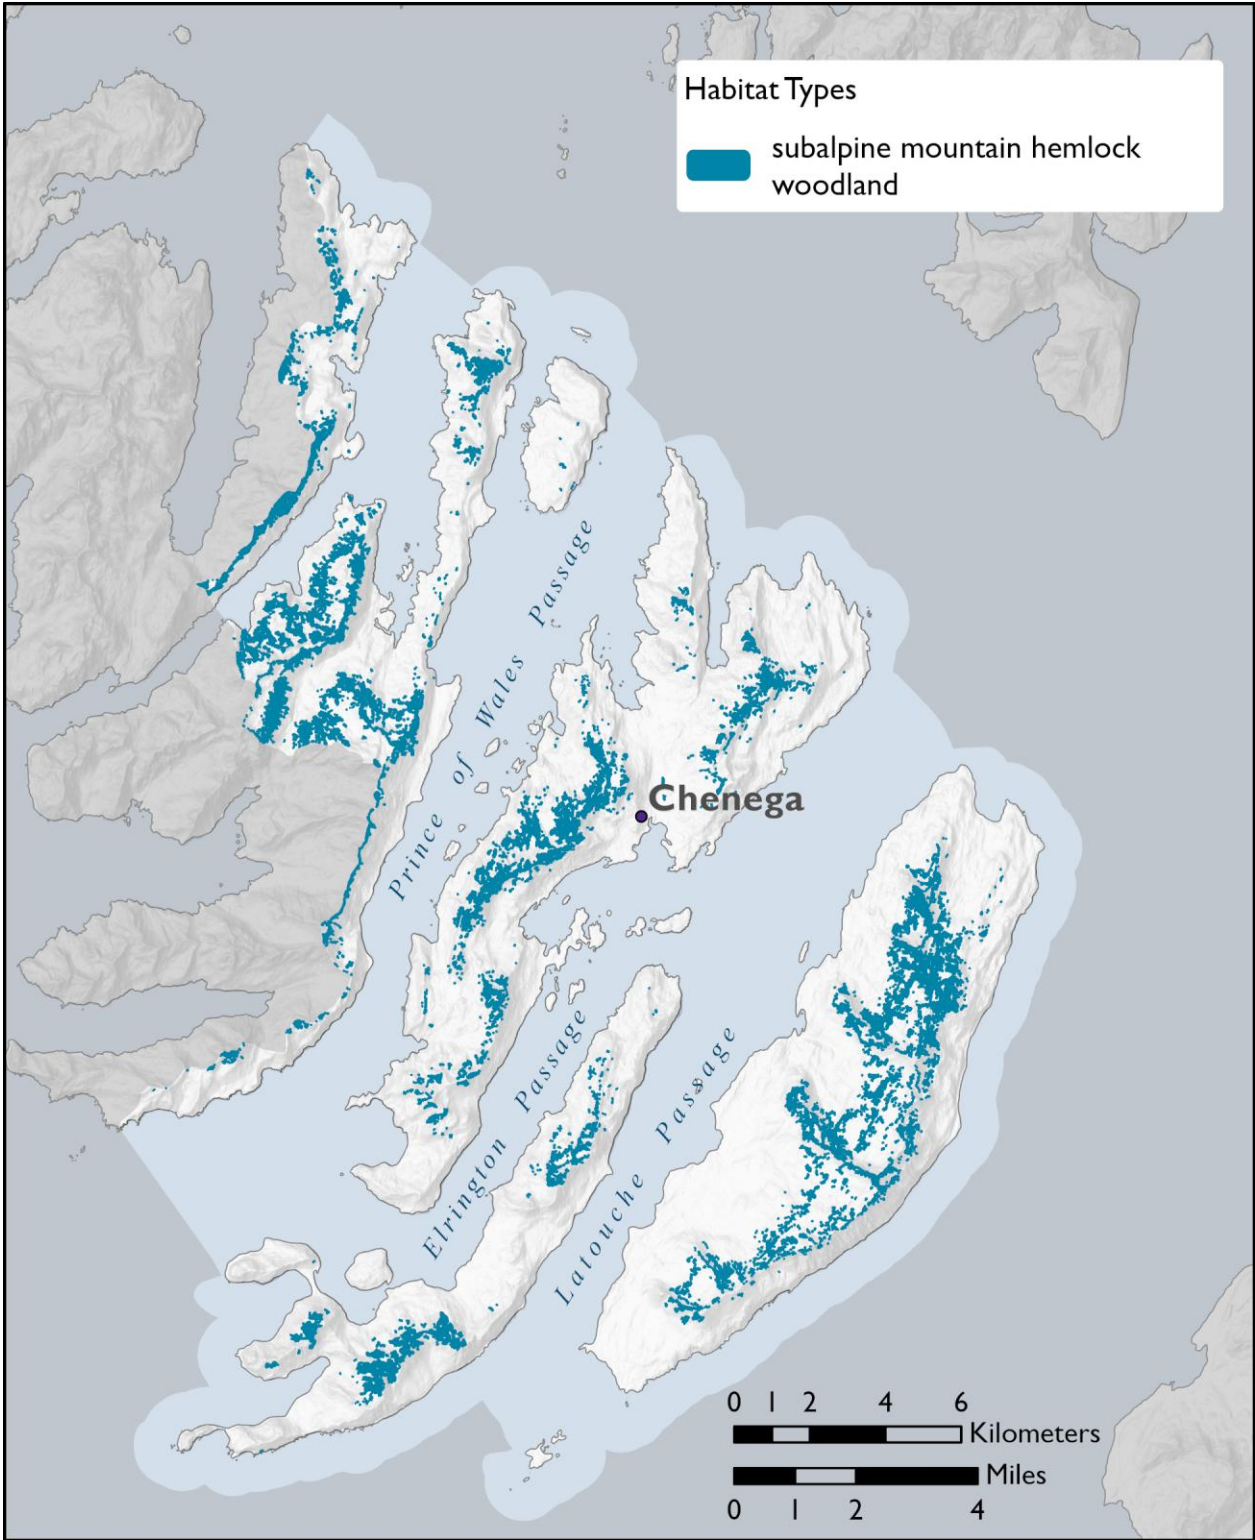 Habitat Types
subalpine mountain hemlock
woodland
Prince of Wales Passage
Chenega
Elrington Passage
Latouche Passage
0 1 2 4 6
Kilometers
Miles
0 1 2 4